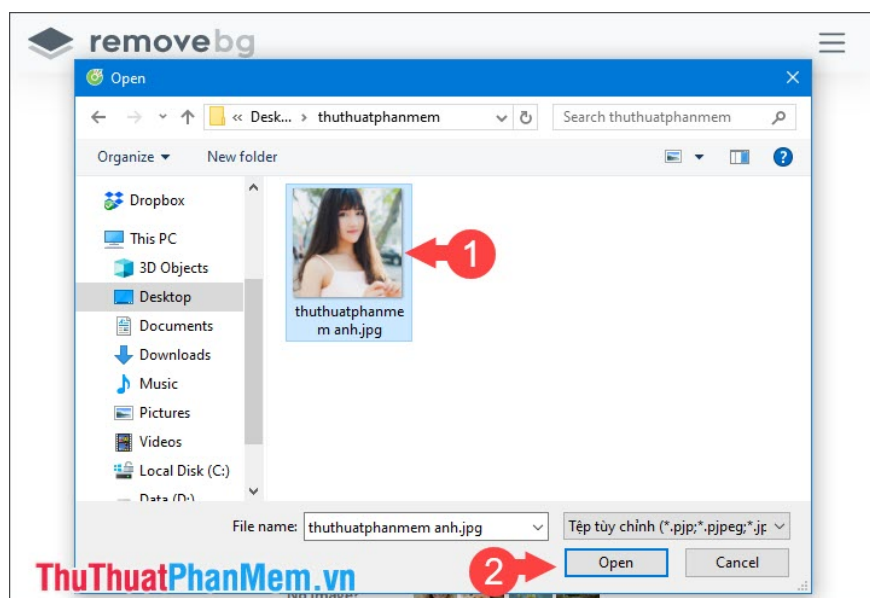 removebg
Open
« Desk... › thuthuatphanmem
Search thuthuatphanmem
Organize
New folder
Dropbox
This PC
3D Objects
Desktop
Documents
Downloads
Music
Pictures
Videos
Local Disk (C:)
Data (D:)
thuthuatphanme
m anh.jpg
1
File name: thuthuatphanmem anh.jpg
Tệp tùy chỉnh (*.pjp;*.pjpeg;*.jp
2
Open
Cancel
ThuThuatPhanMem.vn
No image?